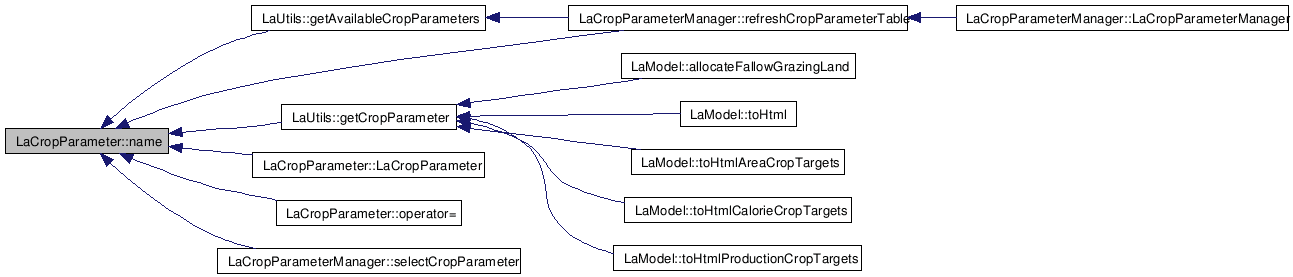 LaUtils::getAvailableCropParameters
LaCropParameterManager::refreshCropParameterTable
LaCropParameterManager::LaCropParameterManager
LaModel::allocateFallowGrazingLand
LaUtils::getCropParameter
LaModel::toHtml
LaCropParameter::name
LaCropParameter::LaCropParameter
LaModel::toHtmlAreaCropTargets
LaCropParameter::operator=
LaModel::toHtmlCalorieCropTargets
LaCropParameterManager::selectCropParameter
LaModel::toHtmlProductionCropTargets